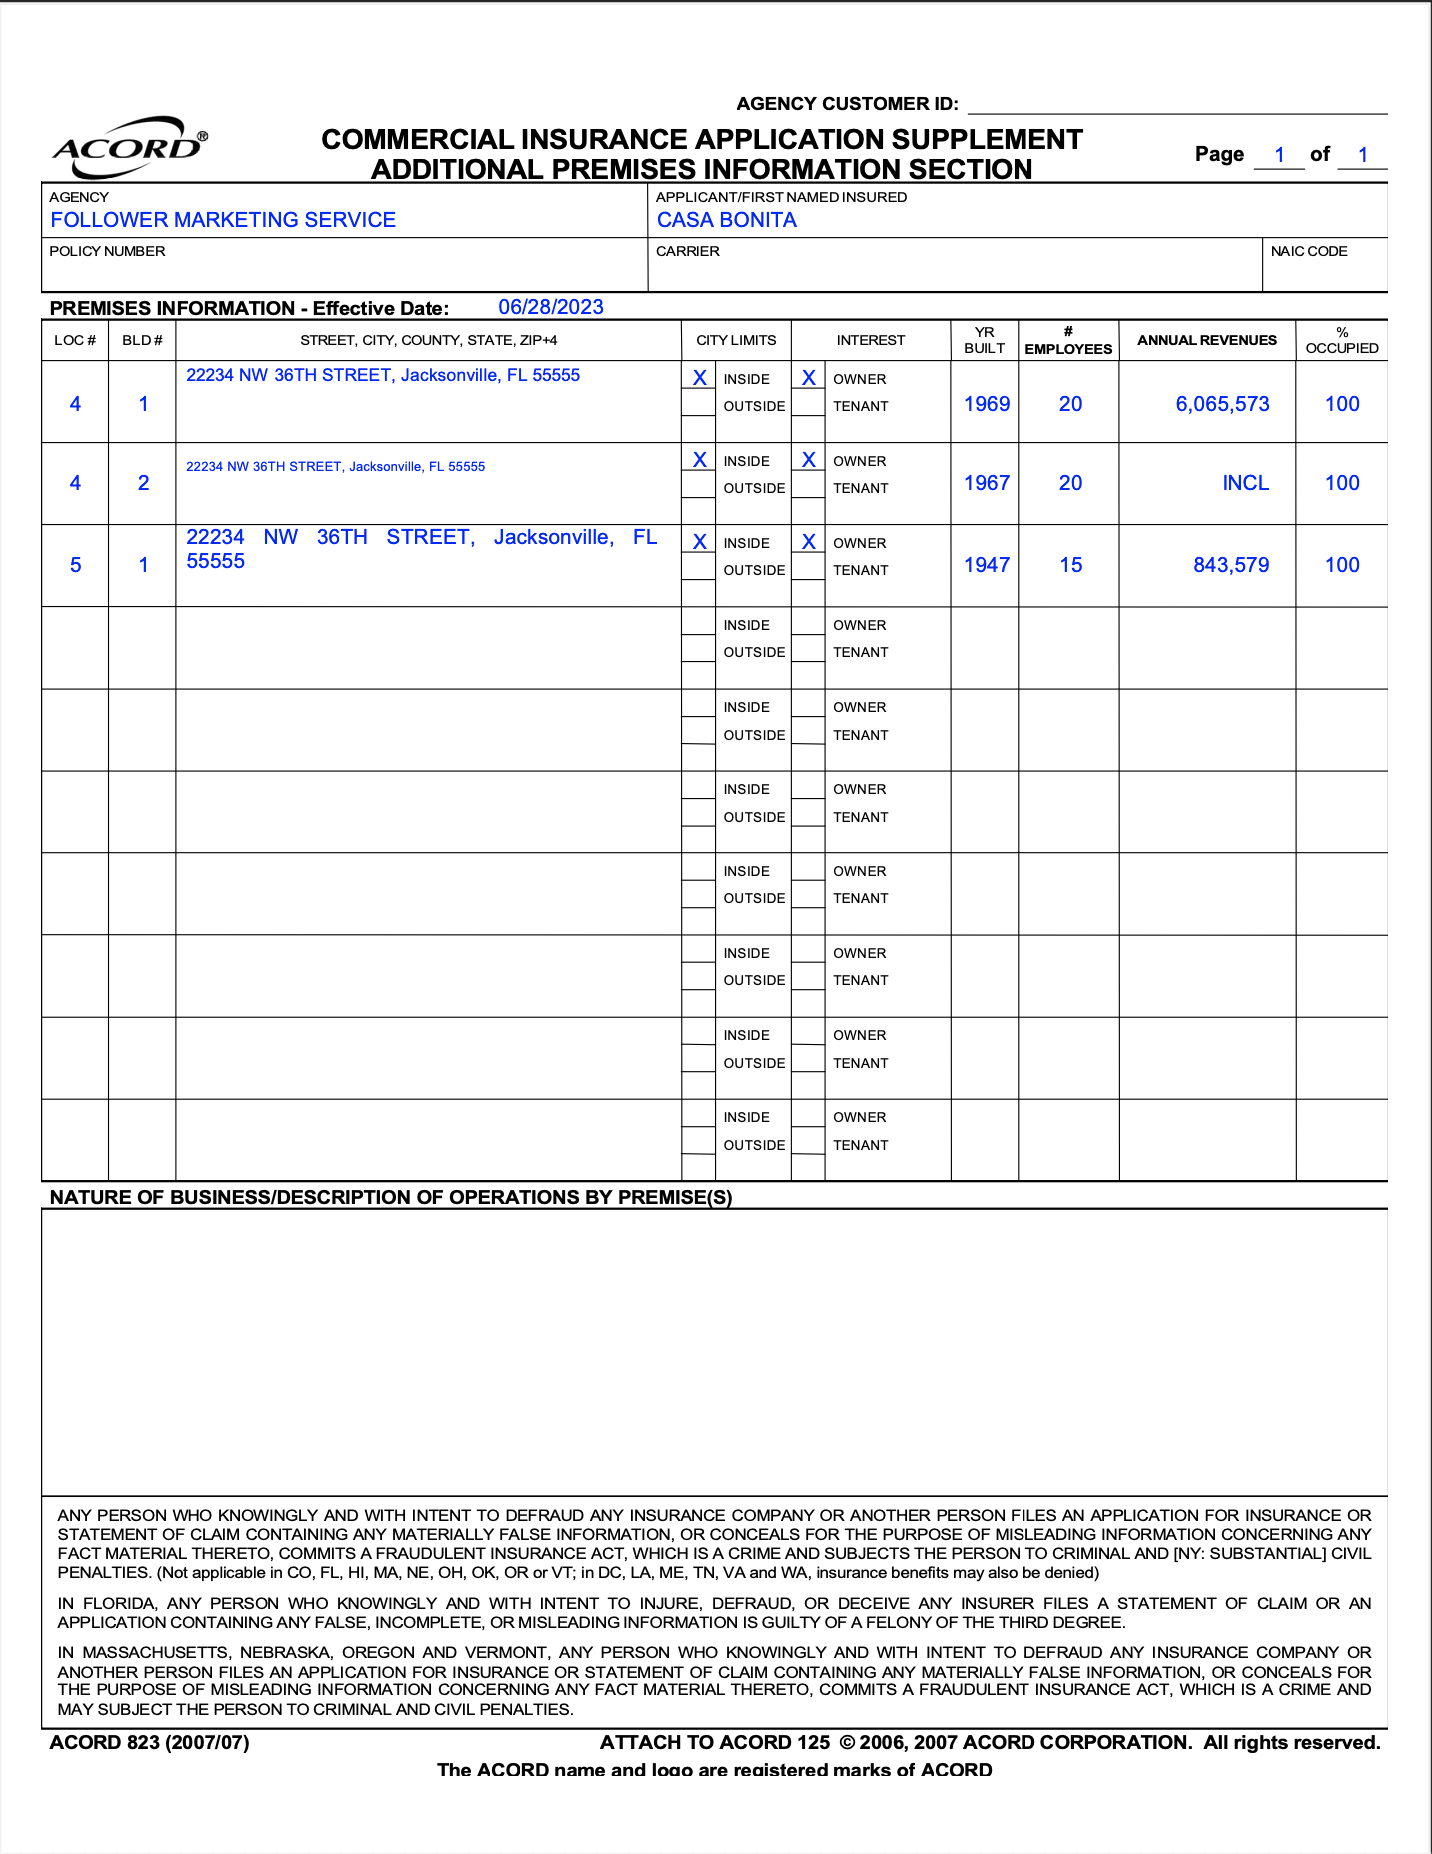 AGENCY CUSTOMER ID:
ACORD®
COMMERCIAL INSURANCE APPLICATION SUPPLEMENT
ADDITIONAL PREMISES INFORMATION SECTION
Page 1 of 1
AGENCY
FOLLOWER MARKETING SERVICE
APPLICANT/FIRST NAMED INSURED
CASA BONITA
POLICY NUMBER
CARRIER
NAIC CODE
PREMISES INFORMATION - Effective Date: 06/28/2023
LOC # BLD # STREET, CITY, COUNTY, STATE, ZIP+4 CITY LIMITS INTEREST YR BUILT # EMPLOYEES ANNUAL REVENUES % OCCUPIED
4 1 22234 NW 36TH STREET, Jacksonville, FL 55555 X INSIDE X OWNER 1969 20 6,065,573 100
OUTSIDE TENANT
4 2 22234 NW 36TH STREET, Jacksonville, FL 55555 X INSIDE X OWNER 1967 20 INCL 100
OUTSIDE TENANT
5 1 22234 NW 36TH STREET, Jacksonville, FL 55555 X INSIDE X OWNER 1947 15 843,579 100
OUTSIDE TENANT
INSIDE OWNER
OUTSIDE TENANT
INSIDE OWNER
OUTSIDE TENANT
INSIDE OWNER
OUTSIDE TENANT
INSIDE OWNER
OUTSIDE TENANT
INSIDE OWNER
OUTSIDE TENANT
INSIDE OWNER
OUTSIDE TENANT
INSIDE OWNER
OUTSIDE TENANT
NATURE OF BUSINESS/DESCRIPTION OF OPERATIONS BY PREMISE(S)
ANY PERSON WHO KNOWINGLY AND WITH INTENT TO DEFRAUD ANY INSURANCE COMPANY OR ANOTHER PERSON FILES AN APPLICATION FOR INSURANCE OR
STATEMENT OF CLAIM CONTAINING ANY MATERIALLY FALSE INFORMATION, OR CONCEALS FOR THE PURPOSE OF MISLEADING INFORMATION CONCERNING ANY
FACT MATERIAL THERETO, COMMITS A FRAUDULENT INSURANCE ACT, WHICH IS A CRIME AND SUBJECTS THE PERSON TO CRIMINAL AND [NY: SUBSTANTIAL] CIVIL
PENALTIES. (Not applicable in CO, FL, HI, MA, NE, OH, OK, OR or VT; in DC, LA, ME, TN, VA and WA, insurance benefits may also be denied)
IN FLORIDA, ANY PERSON WHO KNOWINGLY AND WITH INTENT TO INJURE, DEFRAUD, OR DECEIVE ANY INSURER FILES A STATEMENT OF CLAIM OR AN
APPLICATION CONTAINING ANY FALSE, INCOMPLETE, OR MISLEADING INFORMATION IS GUILTY OF A FELONY OF THE THIRD DEGREE.
IN MASSACHUSETTS, NEBRASKA, OREGON AND VERMONT, ANY PERSON WHO KNOWINGLY AND WITH INTENT TO DEFRAUD ANY INSURANCE COMPANY OR
ANOTHER PERSON FILES AN APPLICATION FOR INSURANCE OR STATEMENT OF CLAIM CONTAINING ANY MATERIALLY FALSE INFORMATION, OR CONCEALS FOR
THE PURPOSE OF MISLEADING INFORMATION CONCERNING ANY FACT MATERIAL THERETO, COMMITS A FRAUDULENT INSURANCE ACT, WHICH IS A CRIME AND
MAY SUBJECT THE PERSON TO CRIMINAL AND CIVIL PENALTIES.
ACORD 823 (2007/07) ATTACH TO ACORD 125 © 2006, 2007 ACORD CORPORATION. All rights reserved.
The ACORD name and logo are registered marks of ACORD